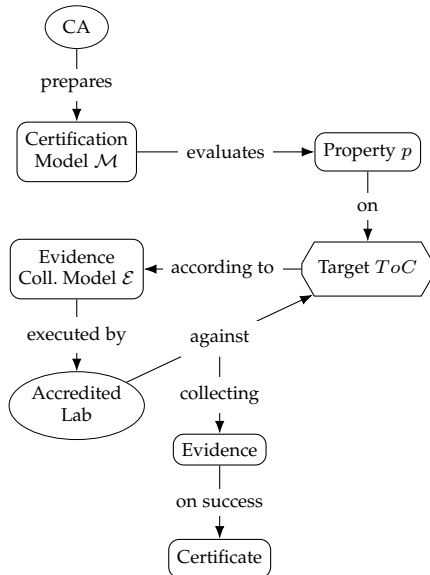 CA
prepares
Certification
Model ℳ
evaluates
Property p
on
Target ToC
according to
Evidence
Coll. Model ℰ
executed by
Accredited
Lab
against
collecting
Evidence
on success
Certificate